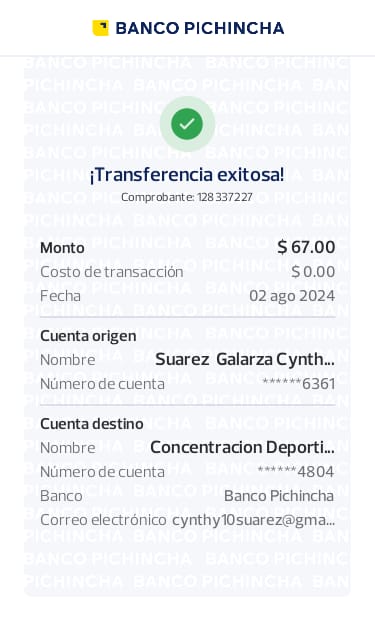 BANCO PICHINCHA
¡Transferencia exitosa!
Comprobante: 128337227
Monto $ 67.00
Costo de transacción $ 0.00
Fecha 02 ago 2024
Cuenta origen
Nombre Suarez Galarza Cynth...
Número de cuenta ******6361
Cuenta destino
Nombre Concentracion Deporti...
Número de cuenta ******4804
Banco Banco Pichincha
Correo electrónico cynthy10suarez@gma...